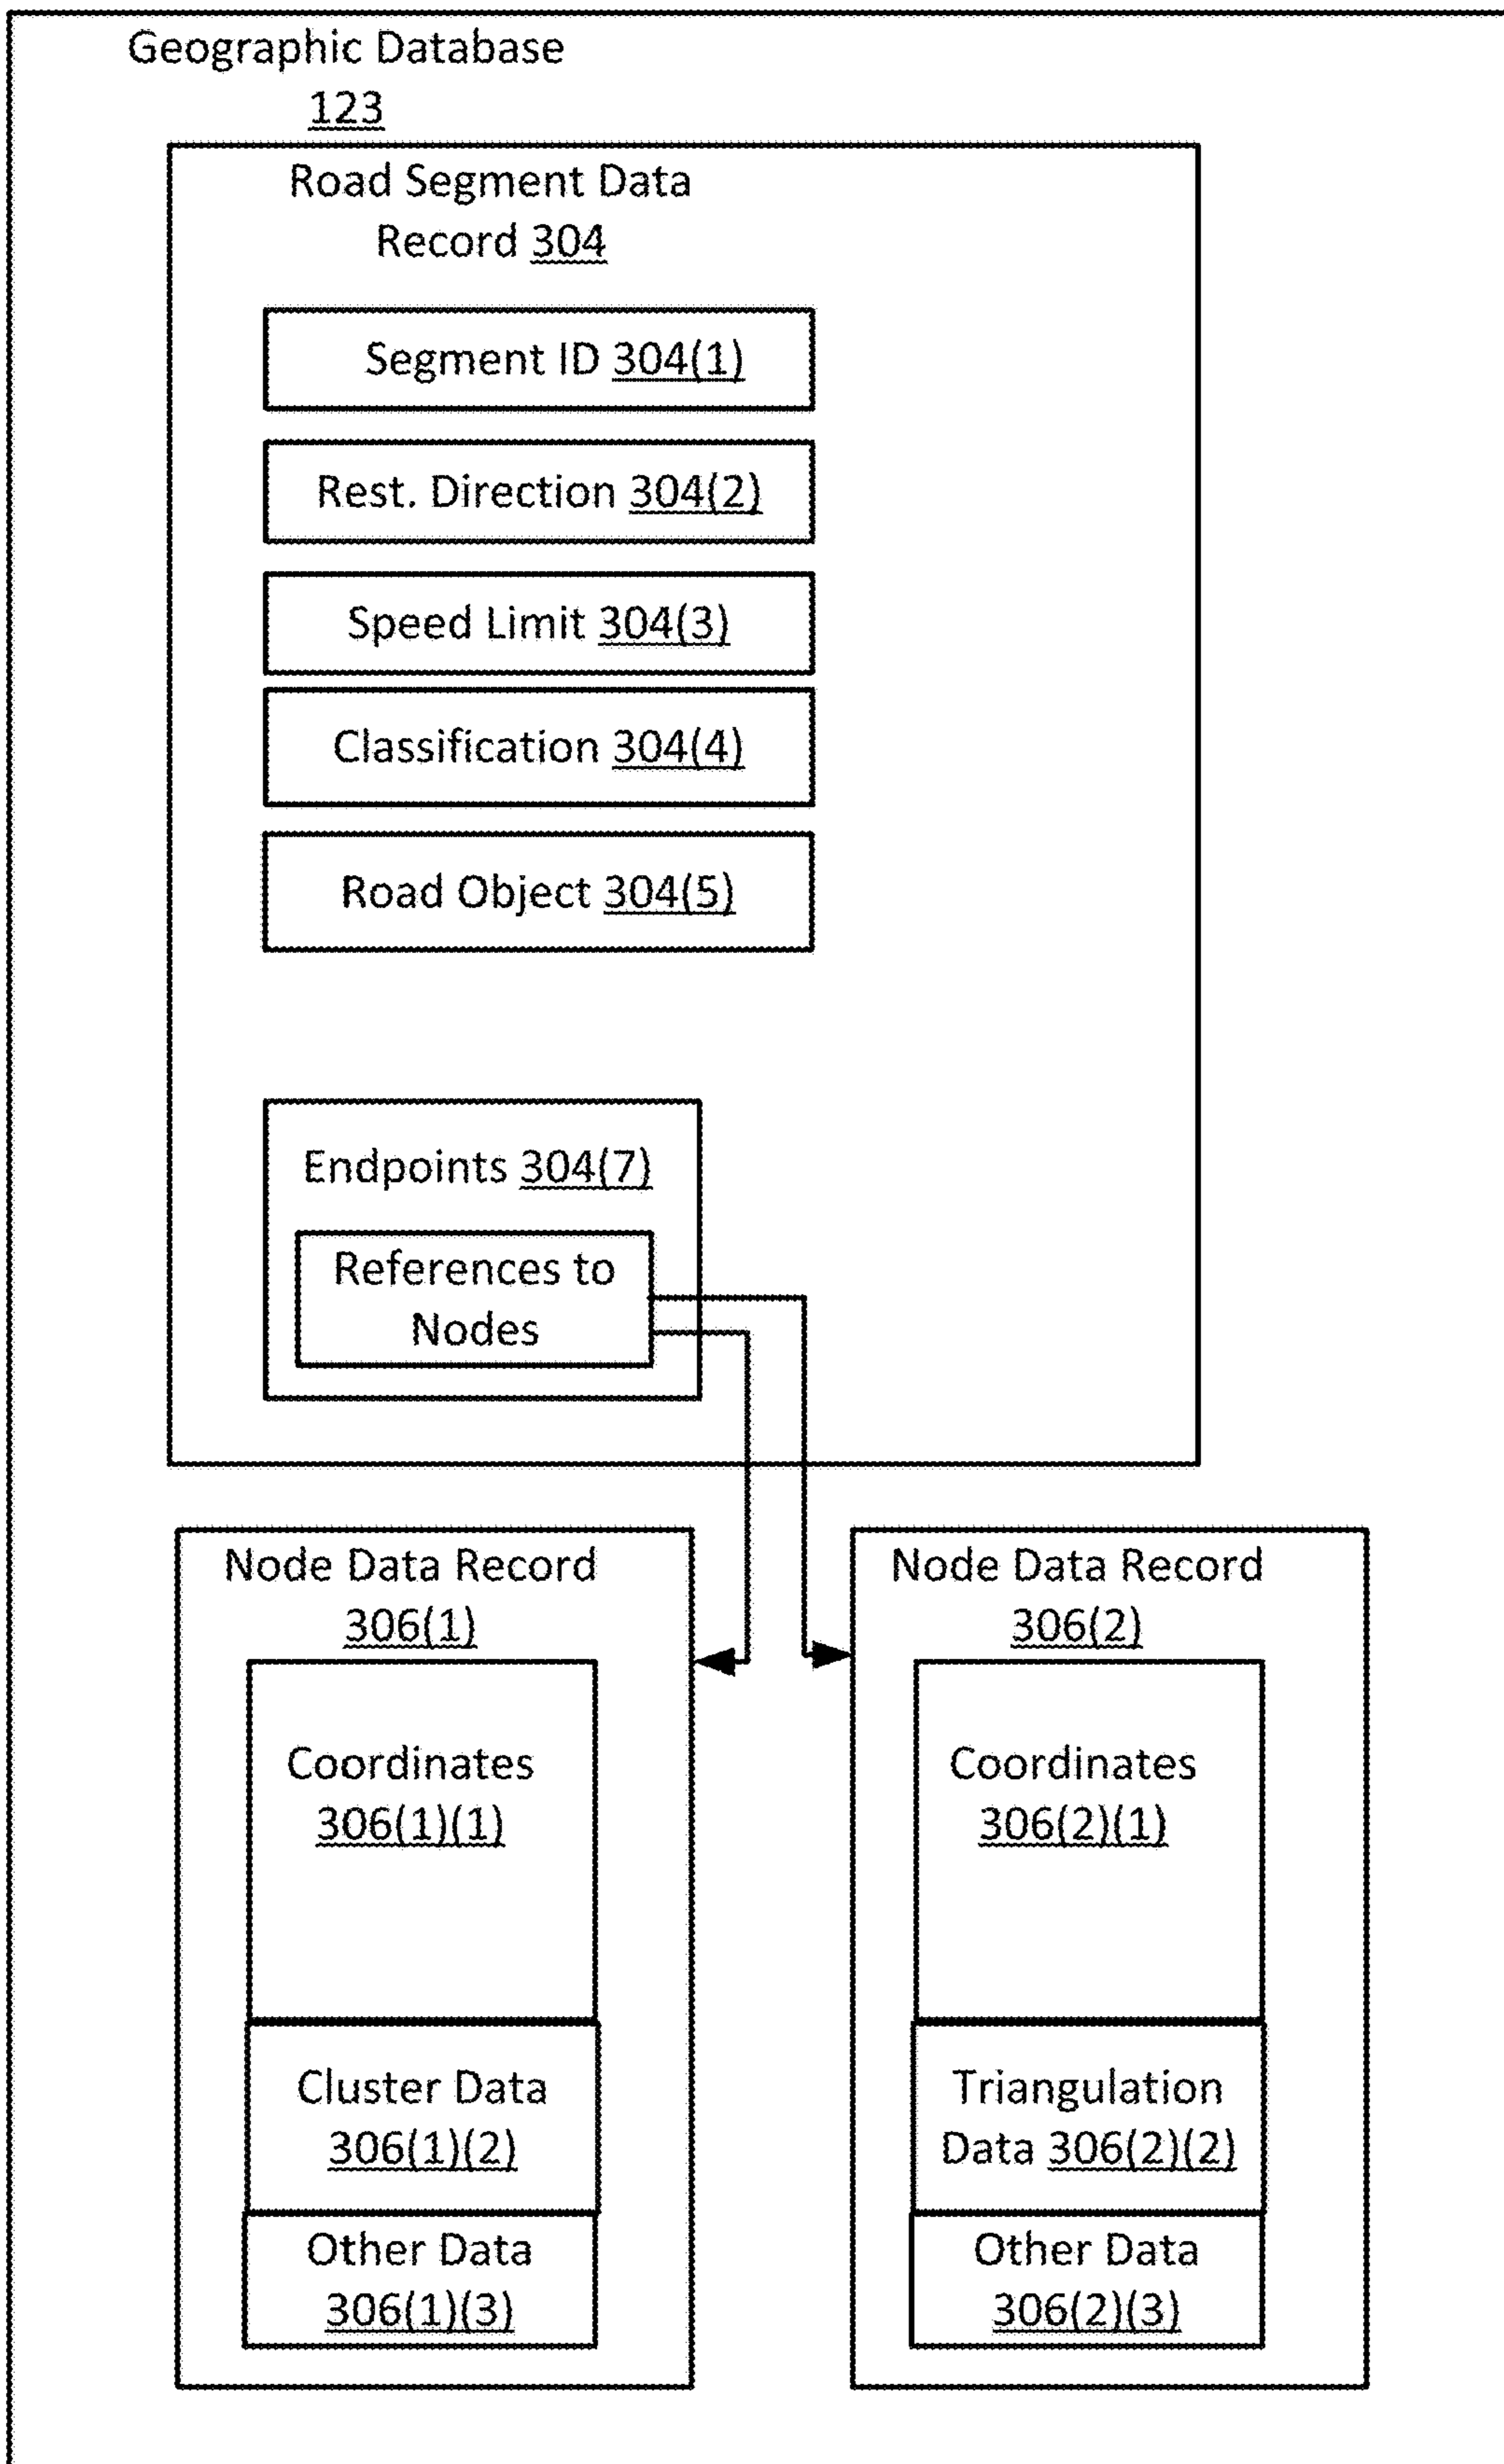 Geographic Database
123
Road Segment Data
Record 304
Segment ID 304(1)
Rest. Direction 304(2)
Speed Limit 304(3)
Classification 304(4)
Road Object 304(5)
Endpoints 304(7)
References to
Nodes
Node Data Record
306(1)
Coordinates
306(1)(1)
Cluster Data
306(1)(2)
Other Data
306(1)(3)
Node Data Record
306(2)
Coordinates
306(2)(1)
Triangulation
Data 306(2)(2)
Other Data
306(2)(3)